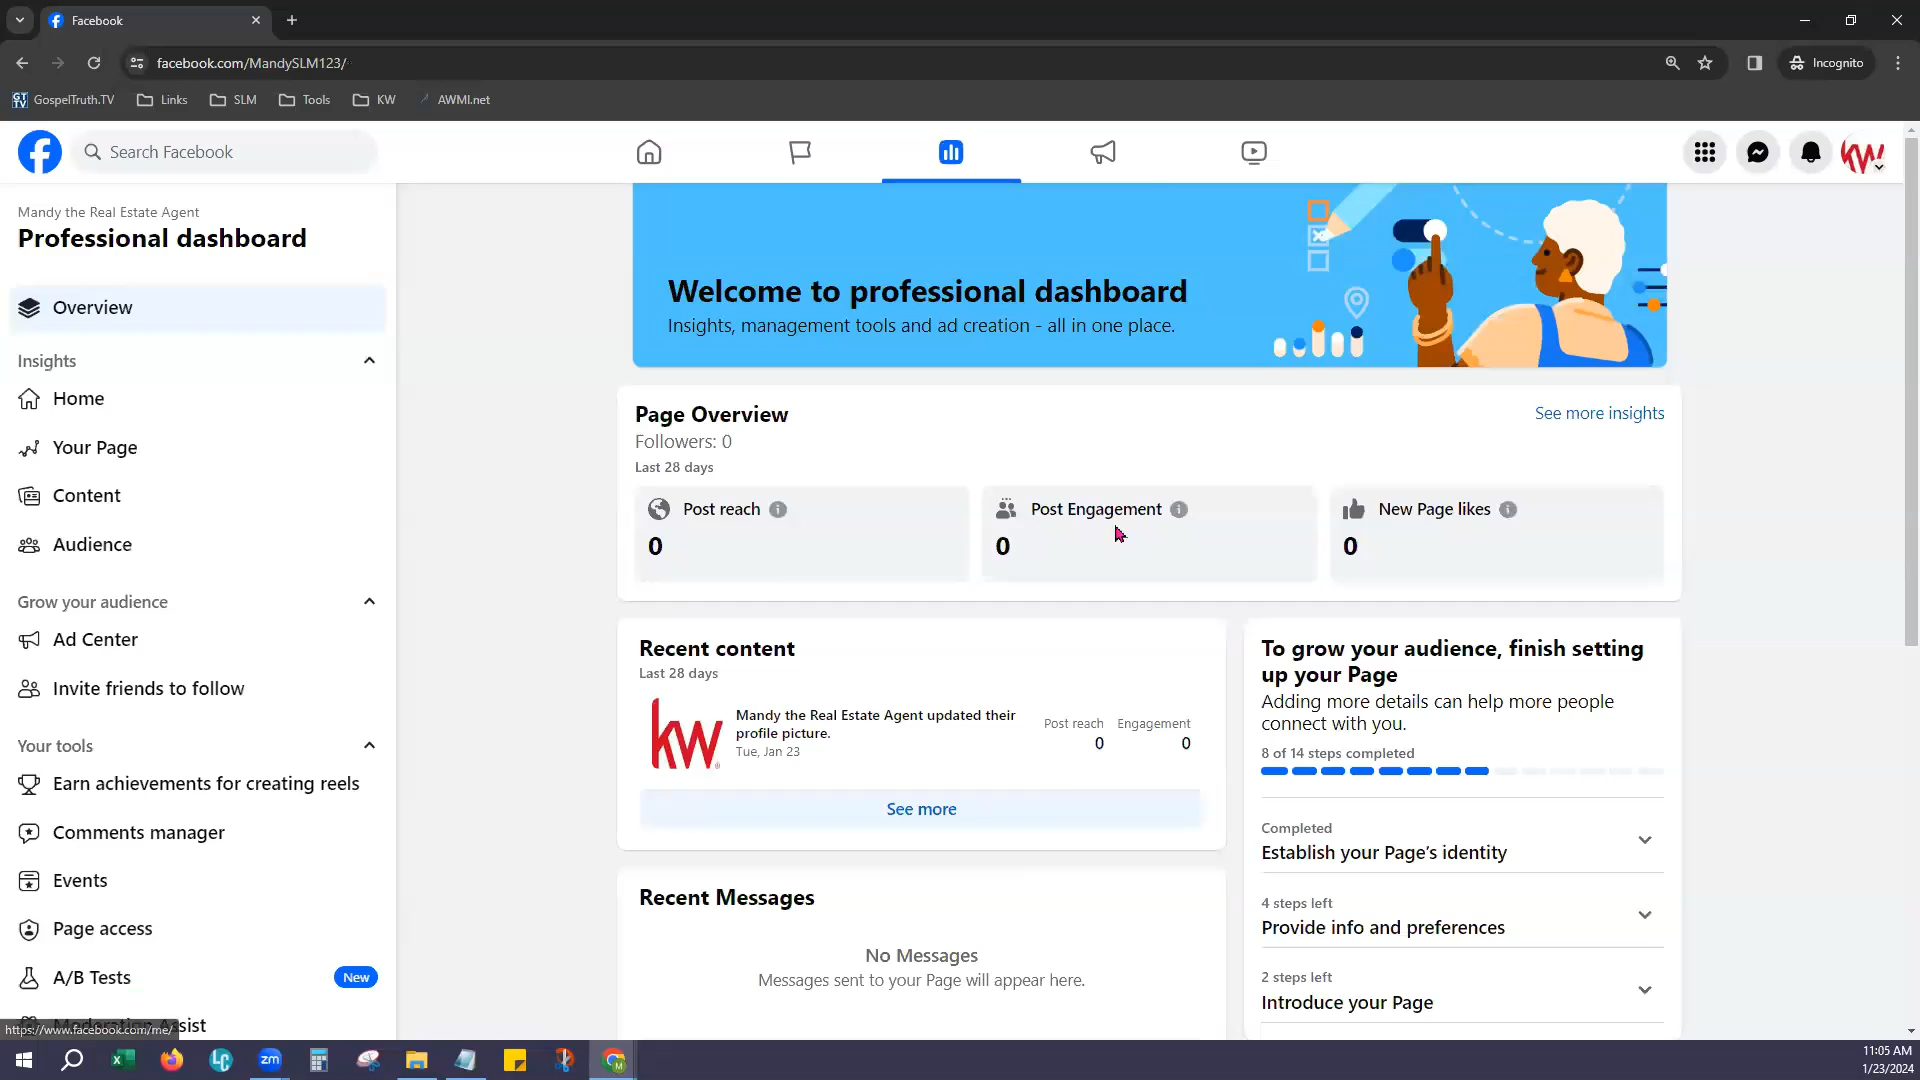 Facebook
facebook.com/MandySLM123/
Incognito
GospelTruth.TV
Links
SLM
Tools
KW
AWMI.net
Search Facebook
kw
Mandy the Real Estate Agent
Professional dashboard
Overview
Insights
Home
Your Page
Content
Audience
Grow your audience
Ad Center
Invite friends to follow
Your tools
Earn achievements for creating reels
Comments manager
Events
Page access
A/B Tests
New
Moderation Assist
https://www.facebook.com/me/
Welcome to professional dashboard
Insights, management tools and ad creation - all in one place.
Page Overview
See more insights
Followers: 0
Last 28 days
Post reach
0
Post Engagement
0
New Page likes
0
Recent content
Last 28 days
kw
Mandy the Real Estate Agent updated their
profile picture.
Tue, Jan 23
Post reach
0
Engagement
0
See more
Recent Messages
No Messages
Messages sent to your Page will appear here.
To grow your audience, finish setting
up your Page
Adding more details can help more people
connect with you.
8 of 14 steps completed
Completed
Establish your Page's identity
4 steps left
Provide info and preferences
2 steps left
Introduce your Page
LC
zm
M
11:05 AM
1/23/2024